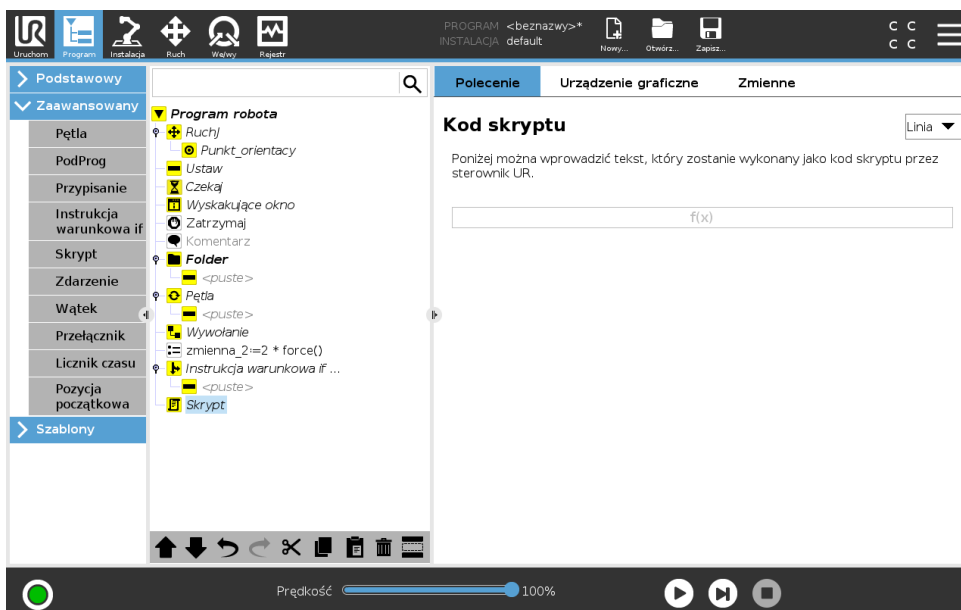 UR
PROGRAM <beznazwy>*
INSTALACJA default
C C
C C
Uruchom Program Instalacja Ruch We/wy Rejestr Nowy... Otwórz... Zapisz...
Podstawowy
Zaawansowany
Pętla
PodProg
Przypisanie
Instrukcja
warunkowa if
Skrypt
Zdarzenie
Wątek
Przełącznik
Licznik czasu
Pozycja
początkowa
Szablony
Program robota
RuchJ
Punkt_orientacy
Ustaw
Czekaj
Wyskakujące okno
Zatrzymaj
Komentarz
Folder
<puste>
Pętla
<puste>
Wywołanie
zmienna_2:=2 * force()
Instrukcja warunkowa if ...
<puste>
Skrypt
Polecenie Urządzenie graficzne Zmienne
Kod skryptu
Linia
Poniżej można wprowadzić tekst, który zostanie wykonany jako kod skryptu przez
sterownik UR.
f(x)
Prędkość 100%